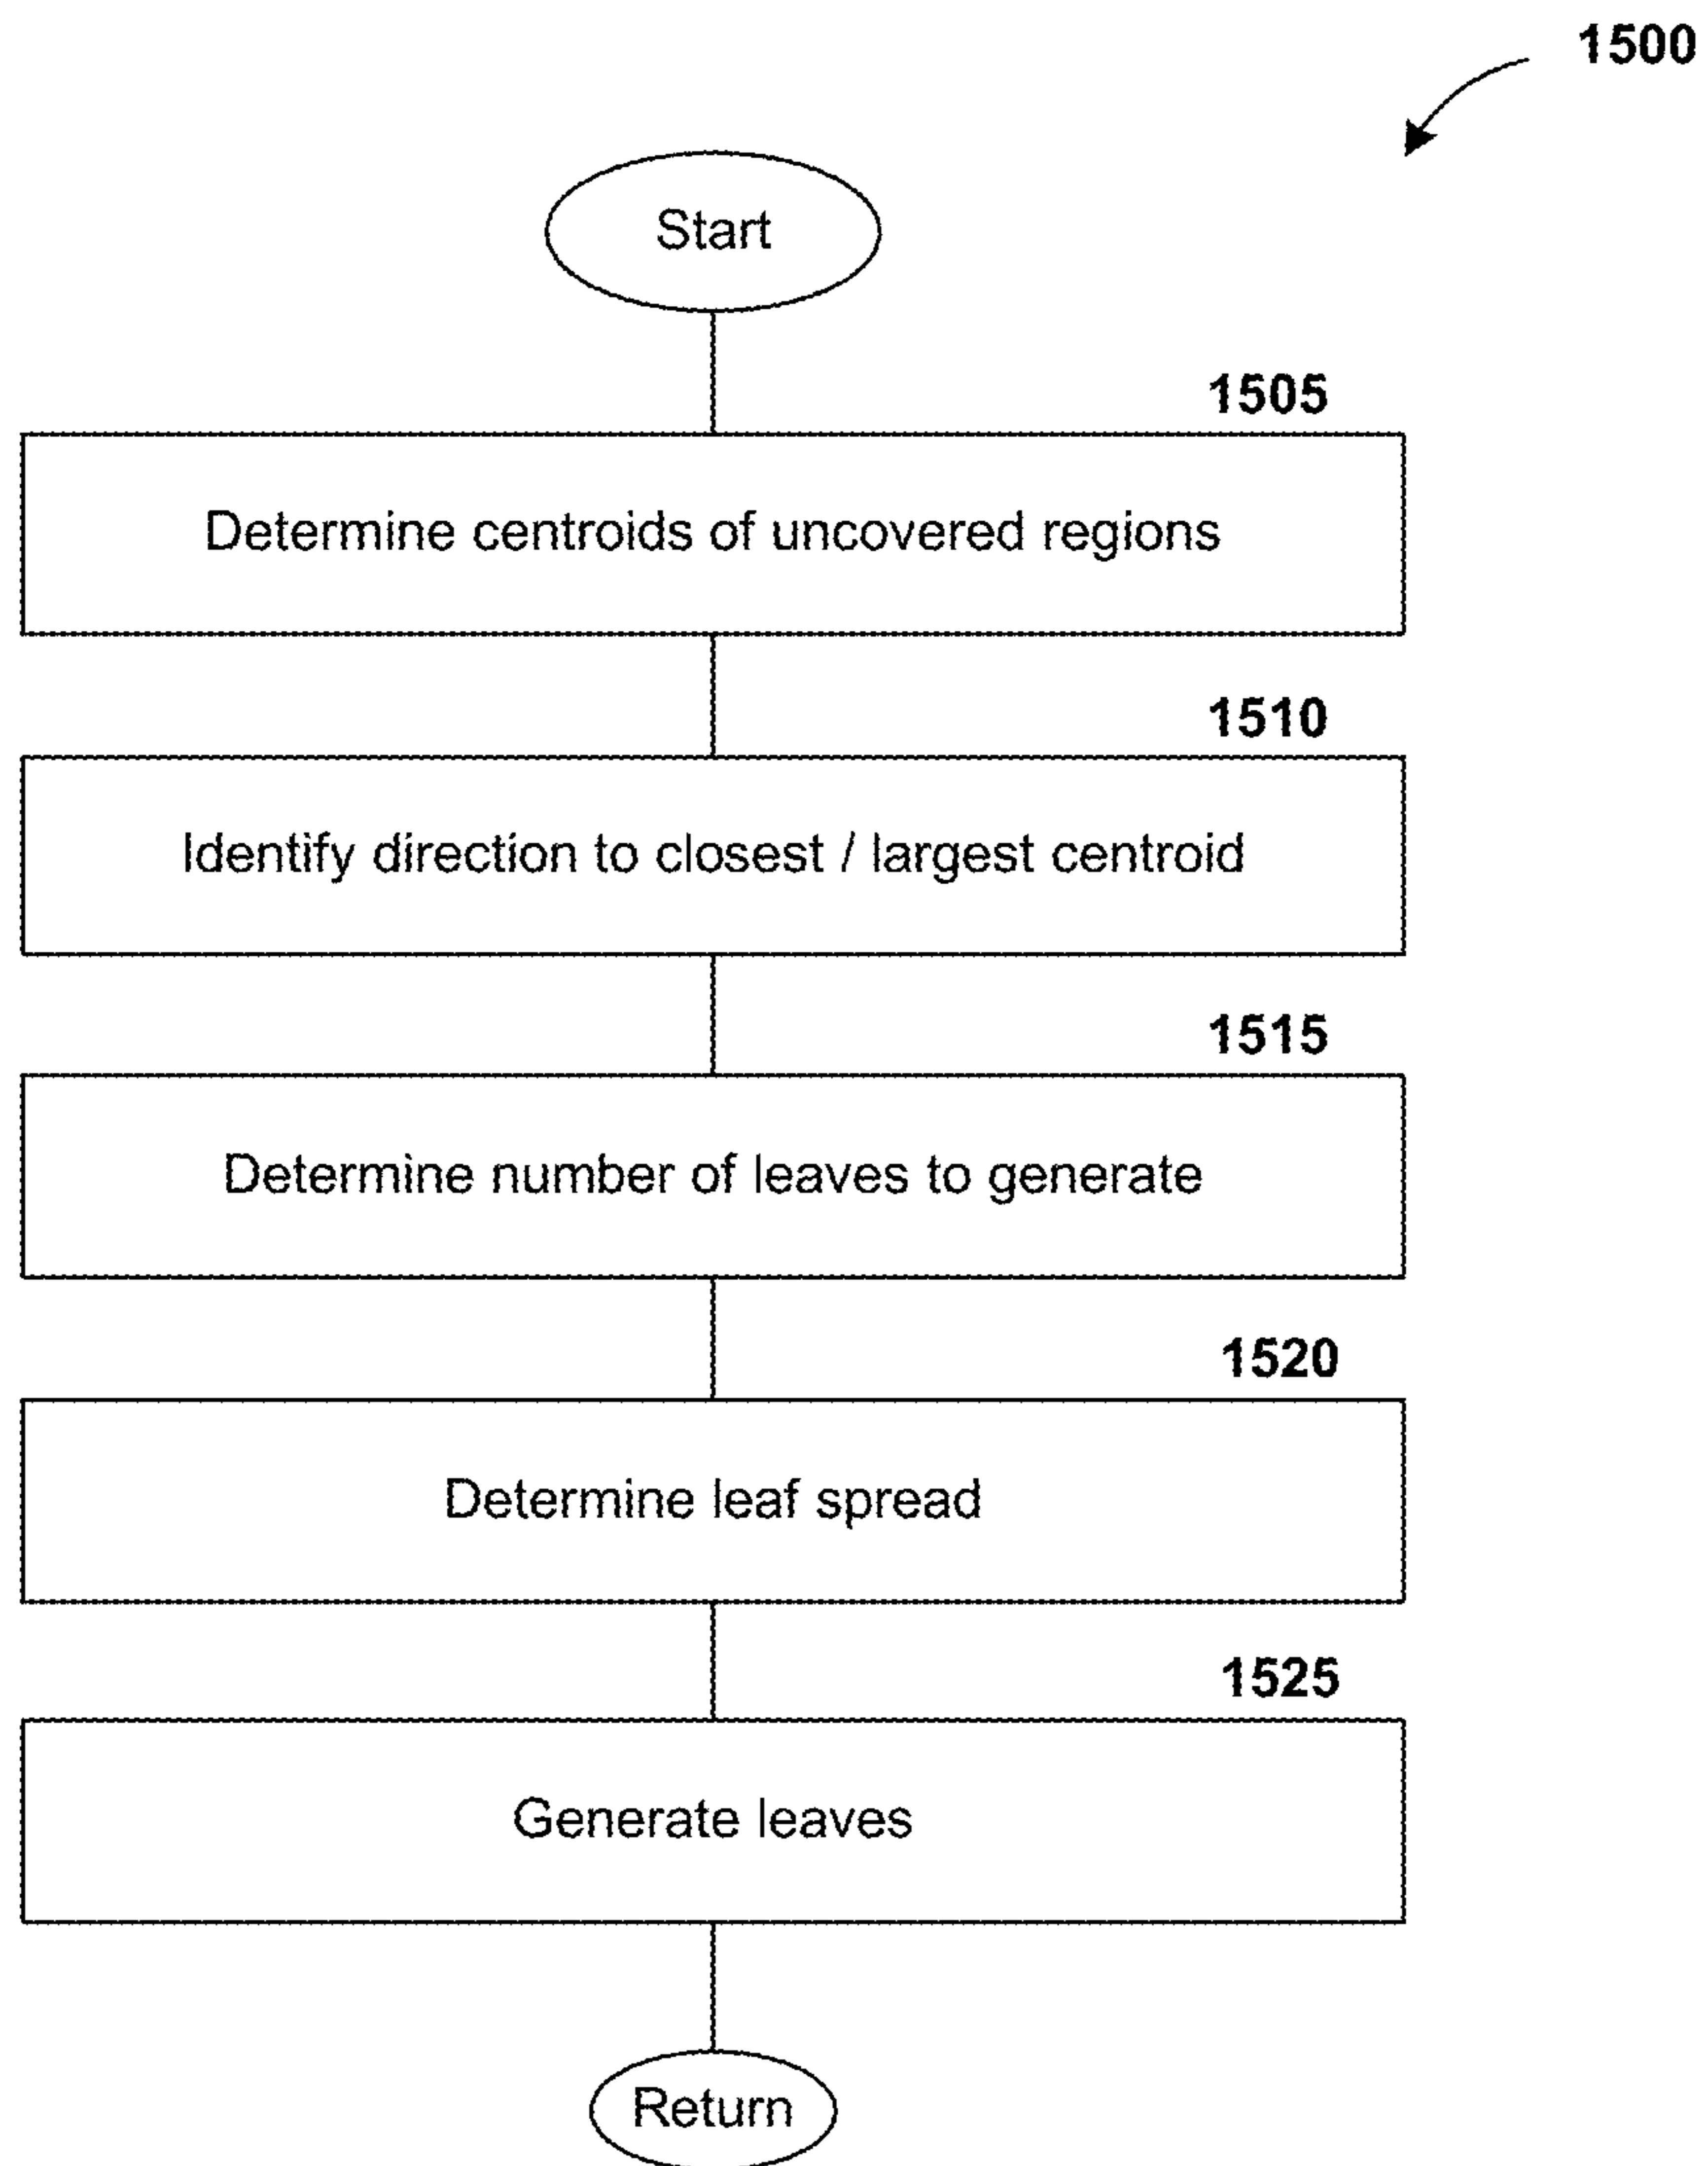 1500
Start
1505
Determine centroids of uncovered regions
1510
Identify direction to closest / largest centroid
1515
Determine number of leaves to generate
1520
Determine leaf spread
1525
Generate leaves
Return